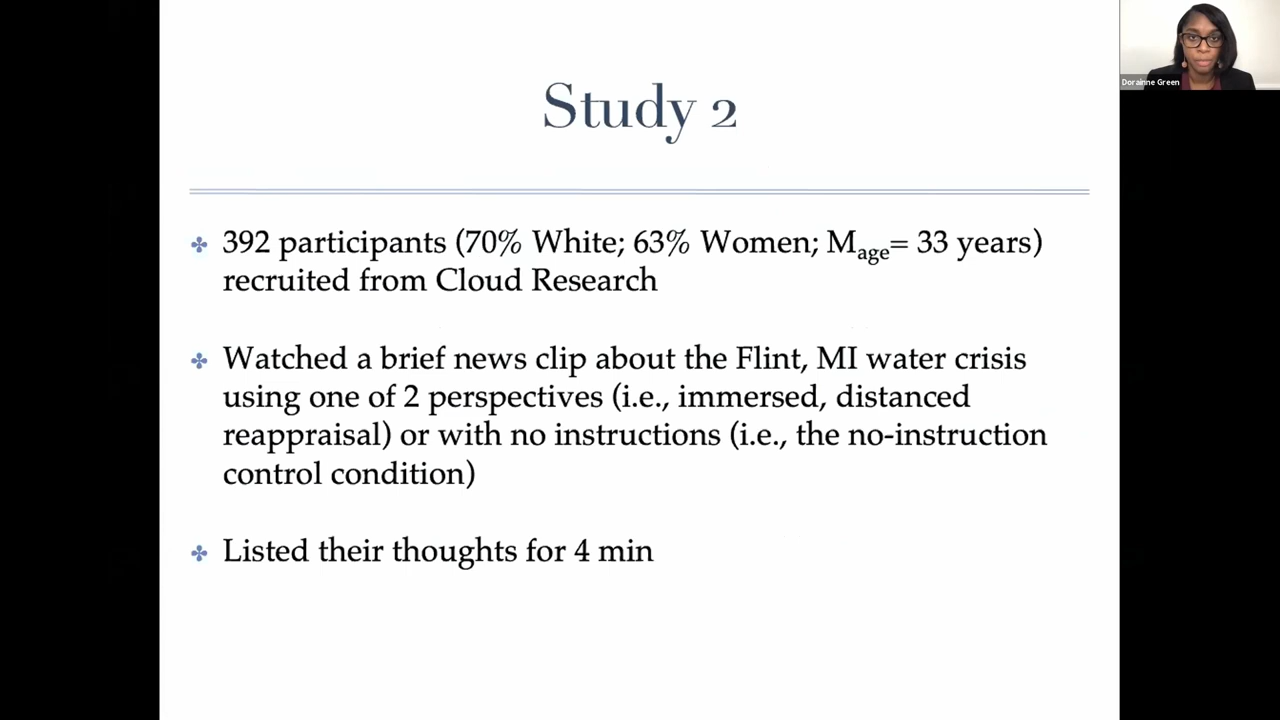 Study 2
392 participants (70% White; 63% Women; Mage= 33 years)
recruited from Cloud Research
Watched a brief news clip about the Flint, MI water crisis
using one of 2 perspectives (i.e., immersed, distanced
reappraisal) or with no instructions (i.e., the no-instruction
control condition)
Listed their thoughts for 4 min
Dorainne Green